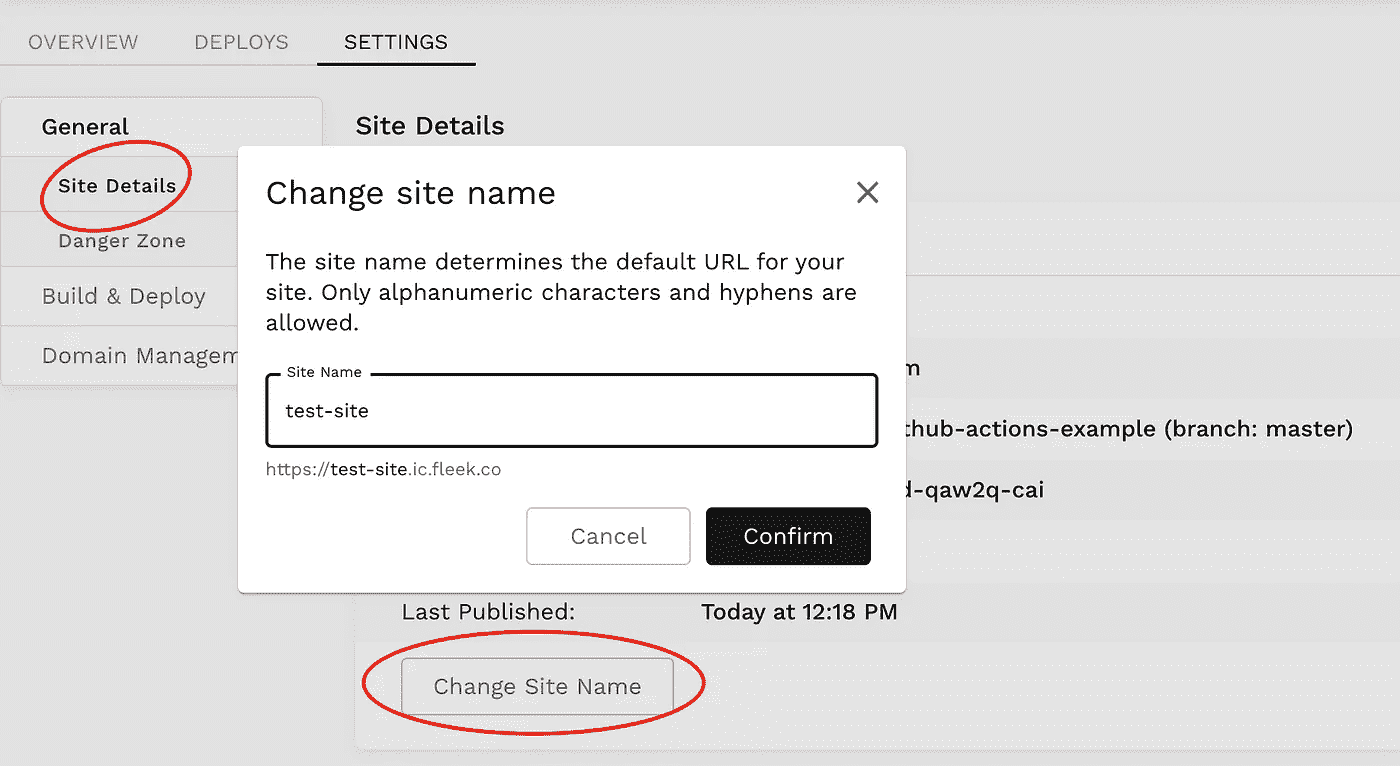 OVERVIEW DEPLOYS SETTINGS
General
Site Details
Danger Zone
Build & Deploy
Domain Managem
Site Details
Change site name
The site name determines the default URL for your
site. Only alphanumeric characters and hyphens are
allowed.
Site Name
test-site
https://test-site.ic.fleek.co
Cancel Confirm
m
thub-actions-example (branch: master)
d-qaw2q-cai
Last Published: Today at 12:18 PM
Change Site Name